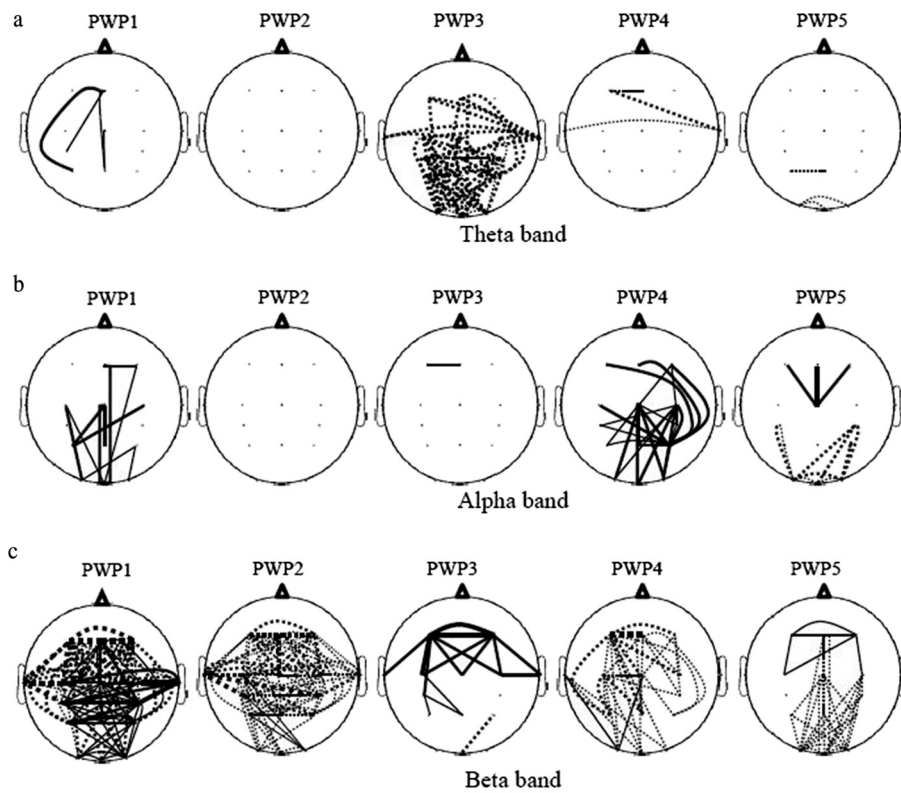 a
PWP1 PWP2 PWP3 PWP4 PWP5
Theta band
b
PWP1 PWP2 PWP3 PWP4 PWP5
Alpha band
c
PWP1 PWP2 PWP3 PWP4 PWP5
Beta band